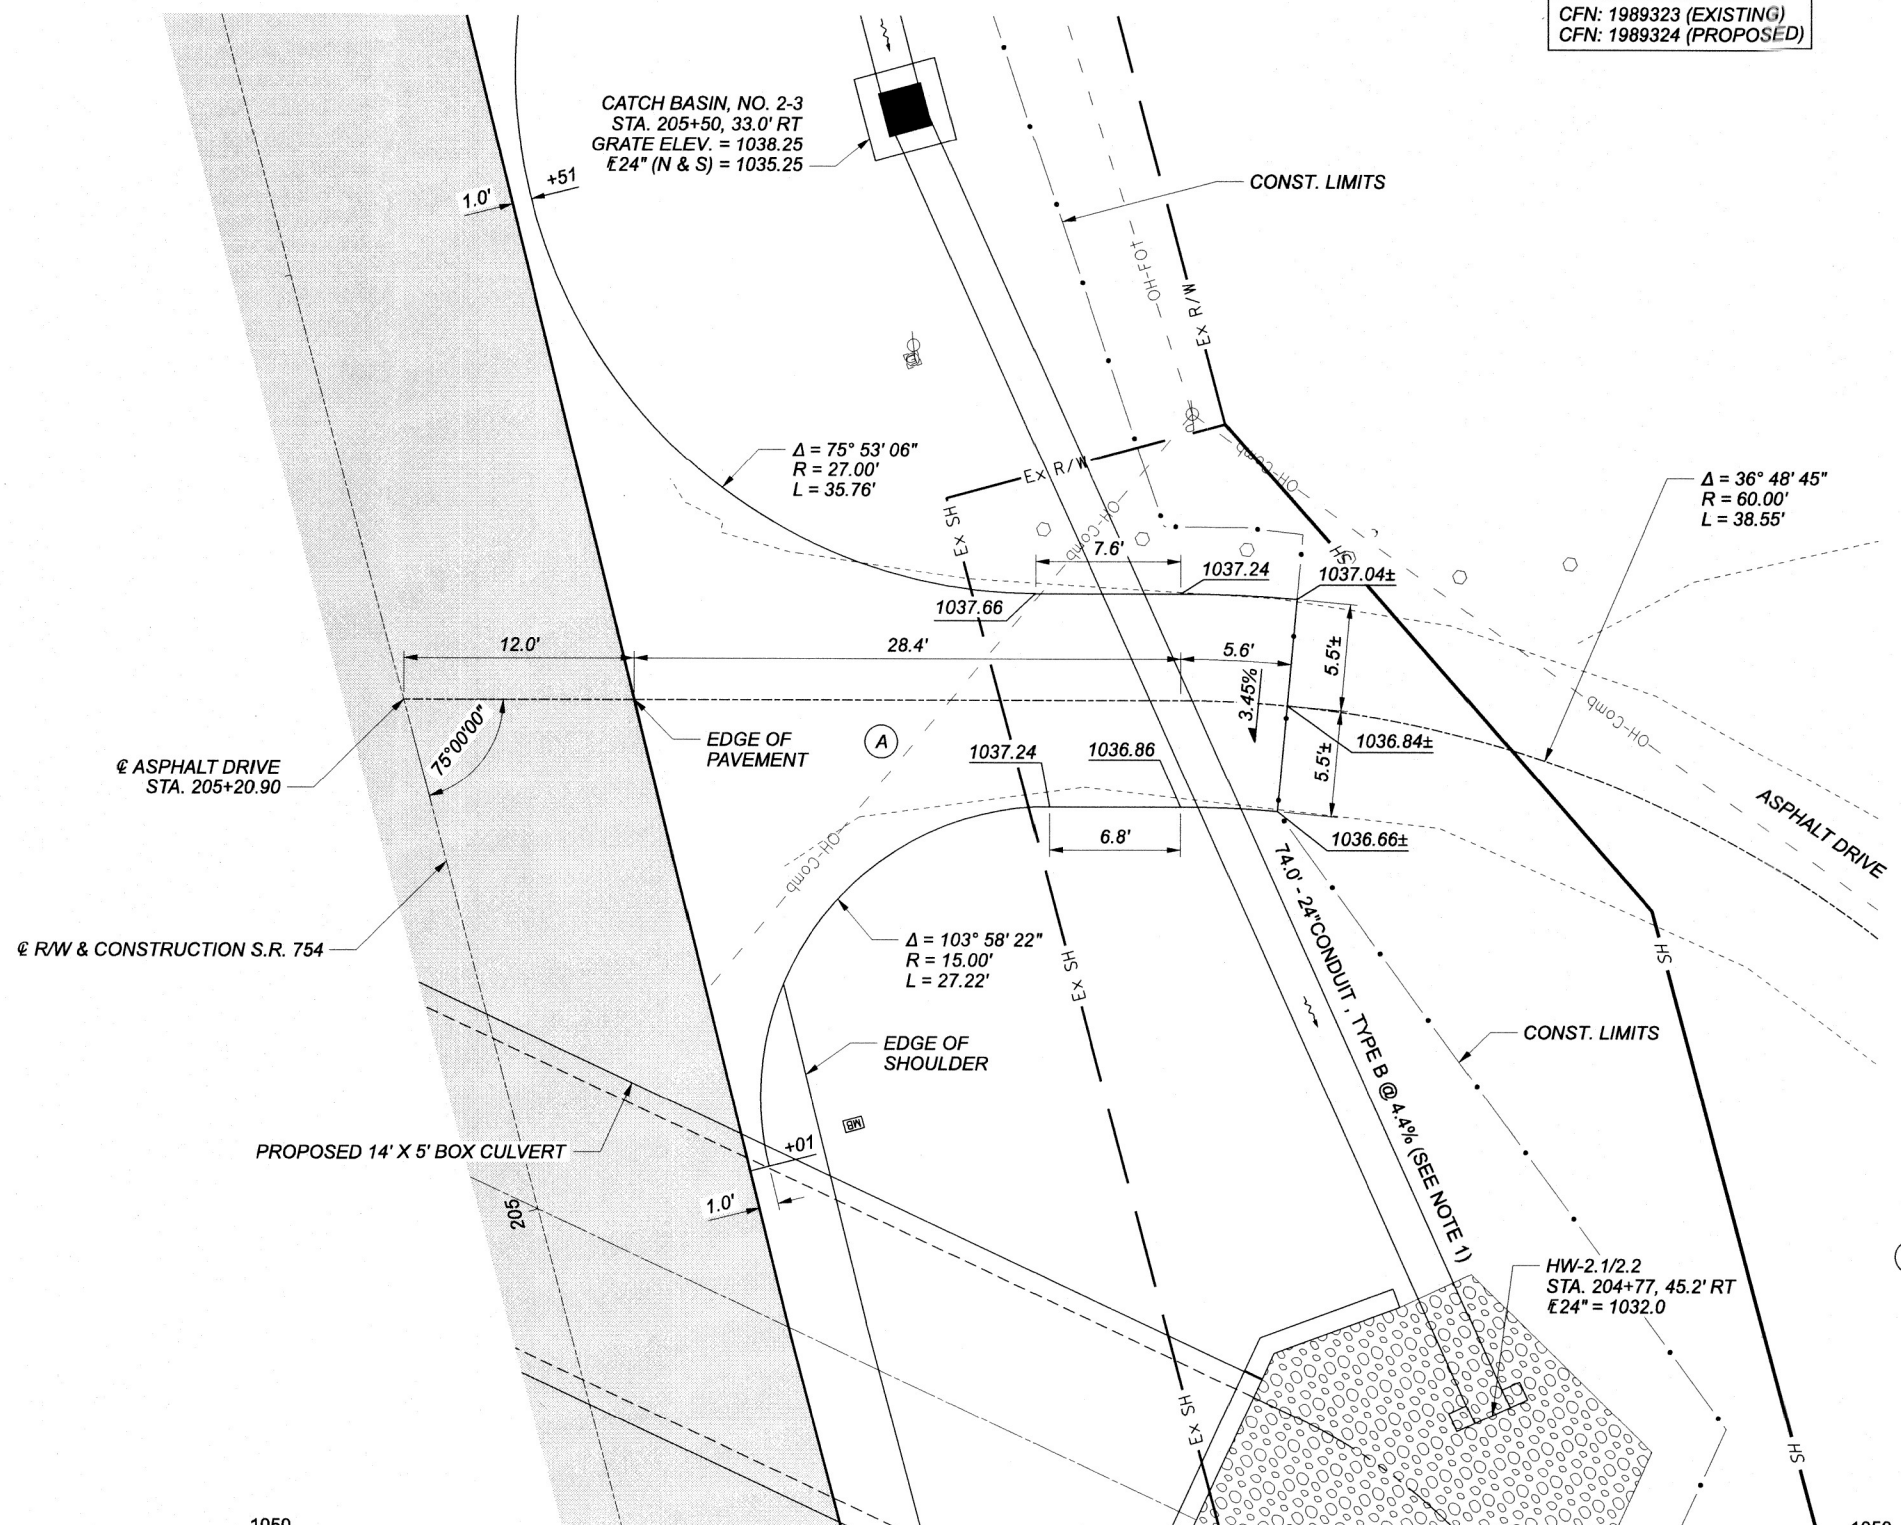 CFN: 1989323 (EXISTING)
CFN: 1989324 (PROPOSED)
CATCH BASIN, NO. 2-3
STA. 205+50, 33.0' RT
GRATE ELEV. = 1038.25
24" (N & S) = 1035.25
+51
1.0'
CONST. LIMITS
OH-FOt
Ex R/W
Δ = 75° 53' 06"
R = 27.00'
L = 35.76'
Ex R/W
OH-Comb
Δ = 36° 48' 45"
R = 60.00'
L = 38.55'
Ex SH
OH-Comb
SH
7.6'
1037.24
1037.04±
1037.66
12.0'
28.4'
5.6'
5.5'±
3.45%
OH-Comb
75°00'00"
EDGE OF
PAVEMENT
A
1037.24
1036.86
1036.84±
5.5'±
℄ ASPHALT DRIVE
STA. 205+20.90
ASPHALT DRIVE
6.8'
1036.66±
OH-Comb
℄ R/W & CONSTRUCTION S.R. 754
Δ = 103° 58' 22"
R = 15.00'
L = 27.22'
Ex SH
SH
74.0' - 24"CONDUIT, TYPE B @ 4.4% (SEE NOTE 1)
EDGE OF
SHOULDER
CONST. LIMITS
MB
PROPOSED 14' X 5' BOX CULVERT
+01
1.0'
205
HW-2.1/2.2
STA. 204+77, 45.2' RT
24" = 1032.0
Ex SH
SH
1050
1050